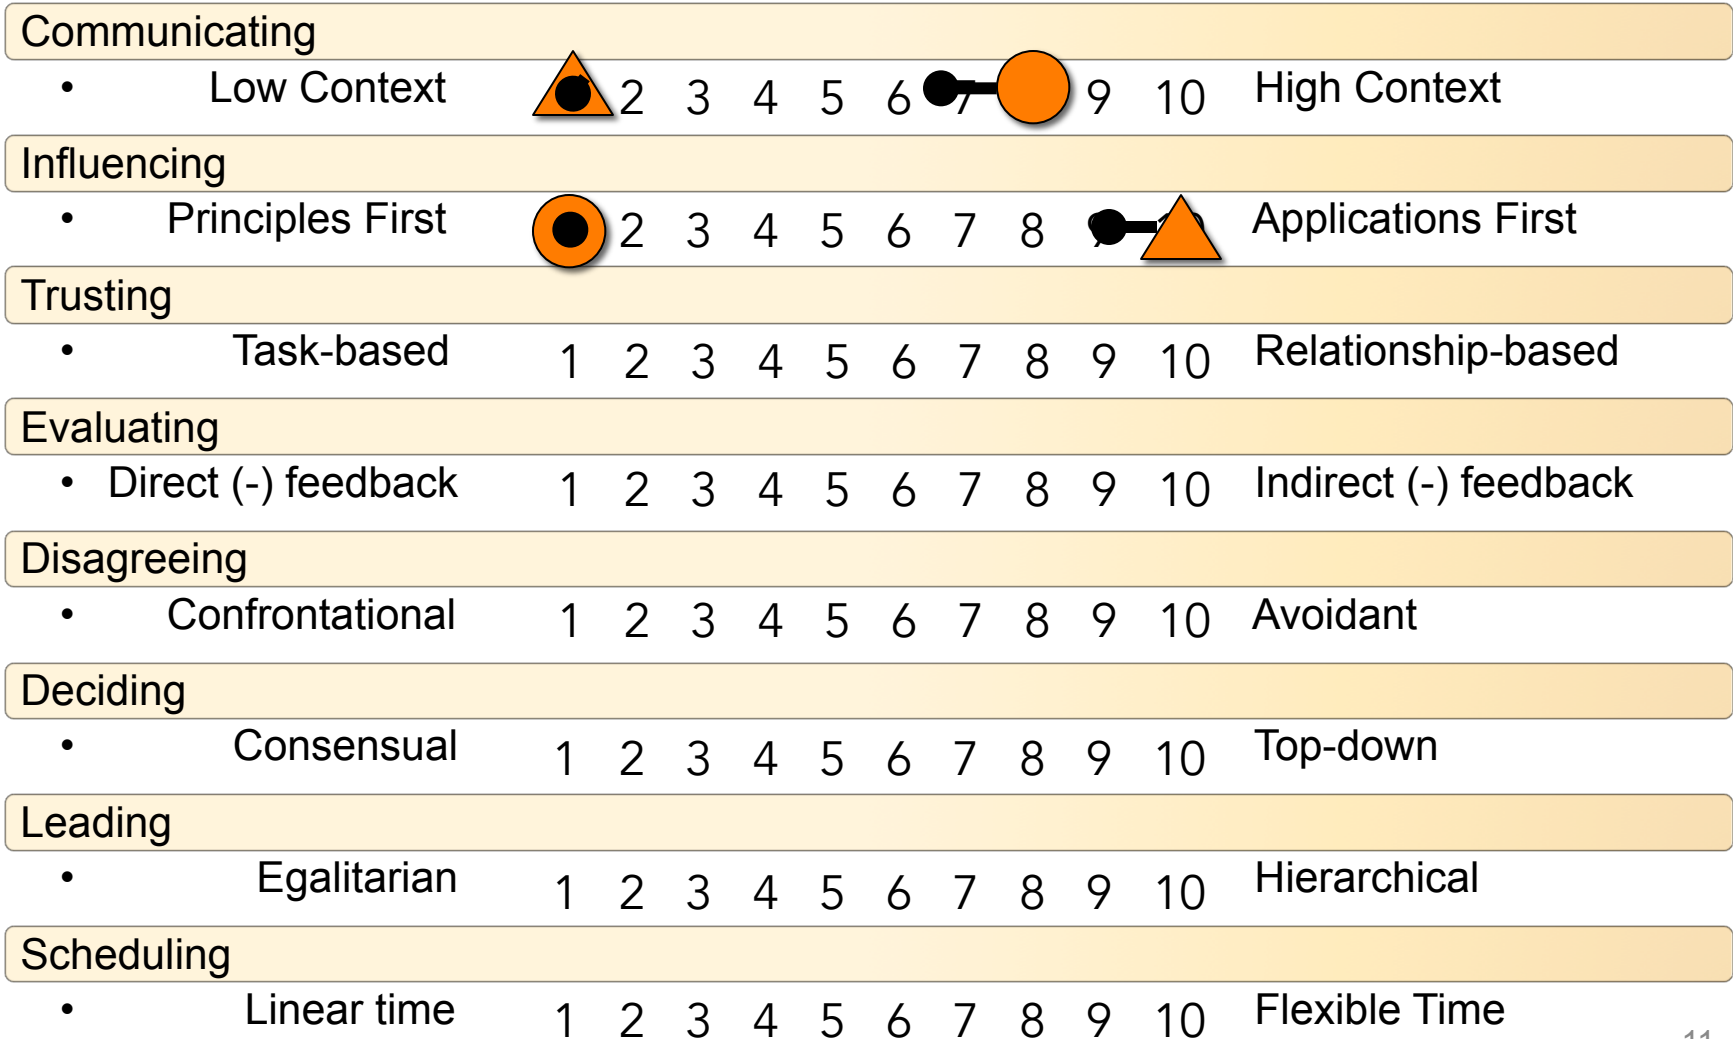 Communicating
• Low Context 2 3 4 5 6 7 9 10 High Context
Influencing
• Principles First 2 3 4 5 6 7 8 Applications First
Trusting
• Task-based 1 2 3 4 5 6 7 8 9 10 Relationship-based
Evaluating
• Direct (-) feedback 1 2 3 4 5 6 7 8 9 10 Indirect (-) feedback
Disagreeing
• Confrontational 1 2 3 4 5 6 7 8 9 10 Avoidant
Deciding
• Consensual 1 2 3 4 5 6 7 8 9 10 Top-down
Leading
• Egalitarian 1 2 3 4 5 6 7 8 9 10 Hierarchical
Scheduling
• Linear time 1 2 3 4 5 6 7 8 9 10 Flexible Time